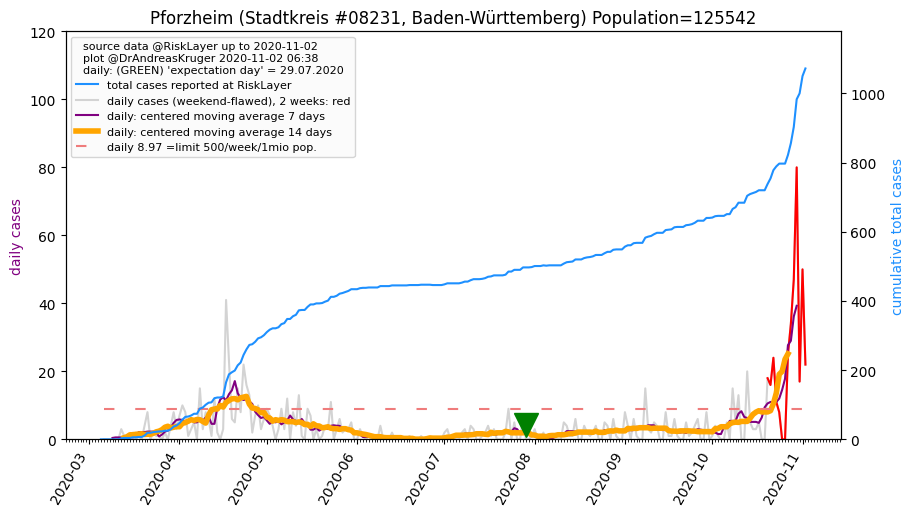 Pforzheim (Stadtkreis #08231, Baden-Württemberg) Population=125542
source data @RiskLayer up to 2020-11-02
plot @DrAndreasKruger 2020-11-02 06:38
daily: (GREEN) 'expectation day' = 29.07.2020
total cases reported at RiskLayer
daily cases (weekend-flawed), 2 weeks: red
daily: centered moving average 7 days
daily: centered moving average 14 days
daily 8.97 =limit 500/week/1mio pop.
daily cases
120
100
80
60
40
20
0
1000
800
600
400
200
0
cumulative total cases
2020-03
2020-04
2020-05
2020-06
2020-07
2020-08
2020-09
2020-10
2020-11